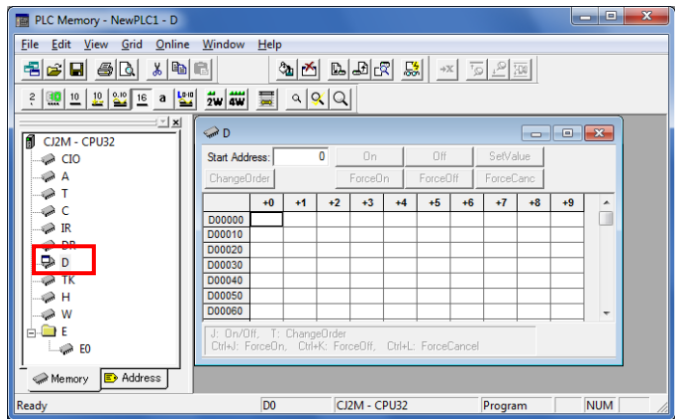 PLC Memory - NewPLC1 - D
File Edit View Grid Online Window Help
2 10 10 0.10 16 a 2W 4W
CJ2M - CPU32
CIO
A
T
C
IR
DR
D
TK
H
W
E
E0
Memory Address
D
Start Address: 0 On Off SetValue
ChangeOrder ForceOn ForceOff ForceCanc
+0 +1 +2 +3 +4 +5 +6 +7 +8 +9
D00000
D00010
D00020
D00030
D00040
D00050
D00060
J: On/Off, T: ChangeOrder
Ctrl+J: ForceOn, Ctrl+K: ForceOff, Ctrl+L: ForceCancel
Ready D0 CJ2M - CPU32 Program NUM